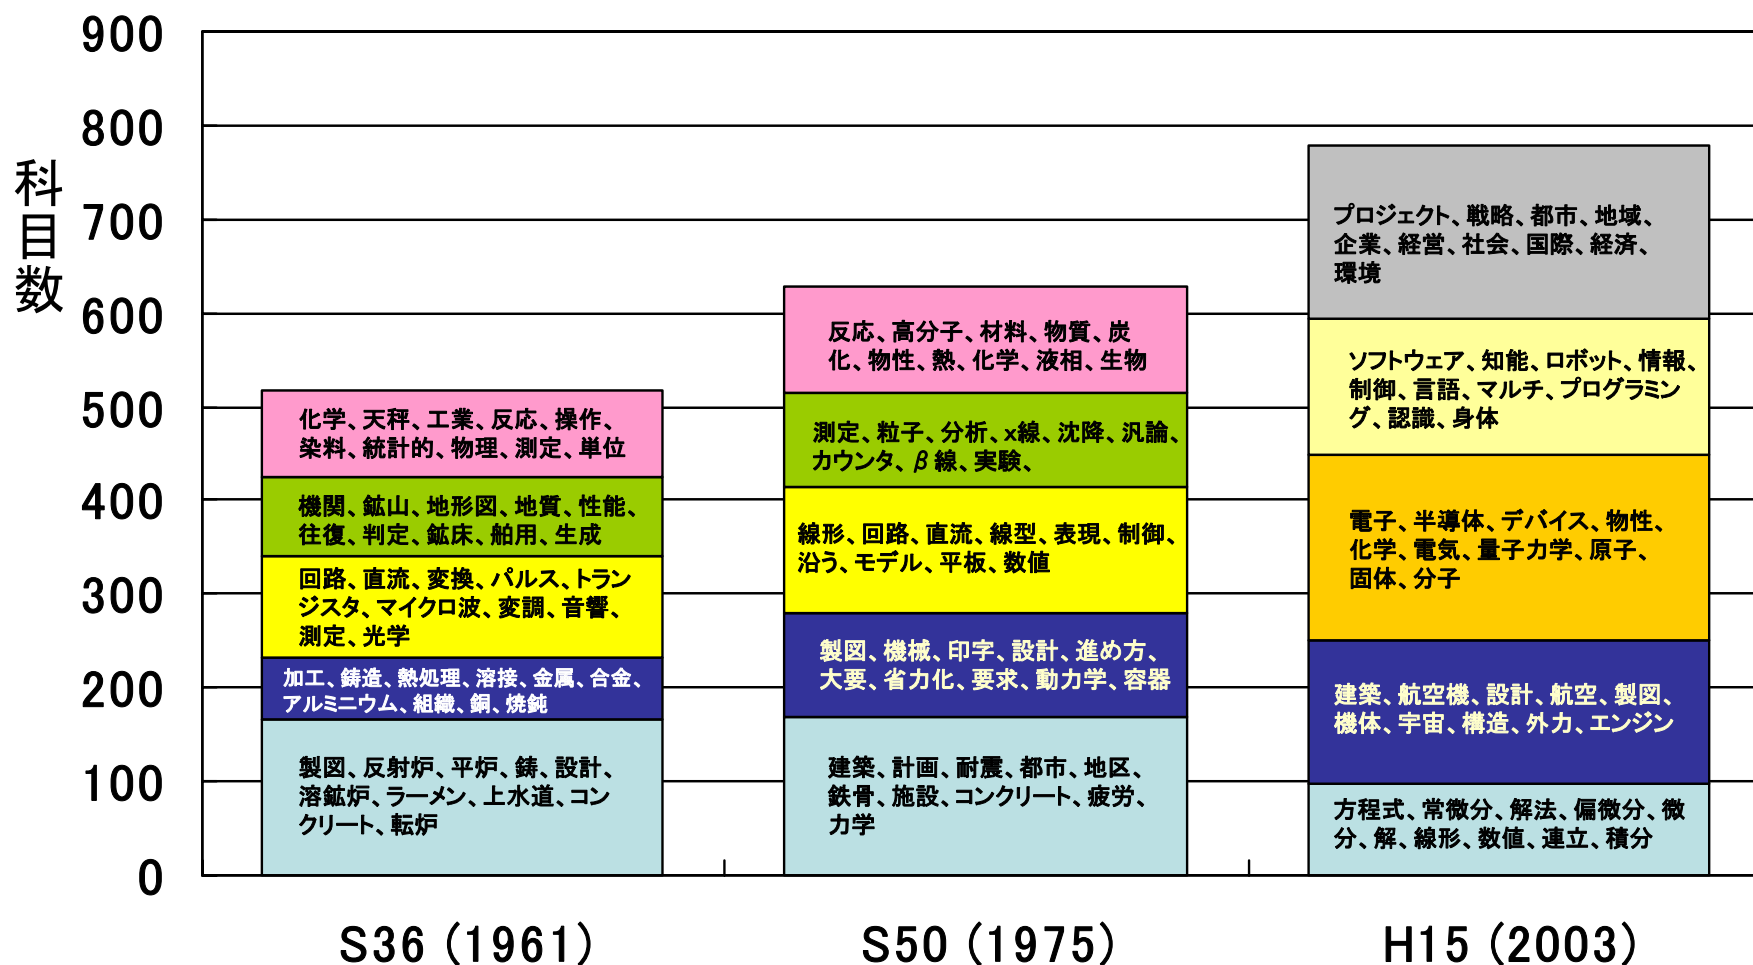 科目数
900
800
700
600
500
400
300
200
100
0
化学、天秤、工業、反応、操作、
染料、統計的、物理、測定、単位
機関、鉱山、地形図、地質、性能、
往復、判定、鉱床、舶用、生成
回路、直流、変換、パルス、トラン
ジスタ、マイクロ波、変調、音響、
測定、光学
加工、鋳造、熱処理、溶接、金属、合金、
アルミニウム、組織、銅、焼鈍
製図、反射炉、平炉、鋳、設計、
溶鉱炉、ラーメン、上水道、コン
クリート、転炉
反応、高分子、材料、物質、炭
化、物性、熱、化学、液相、生物
測定、粒子、分析、x線、沈降、汎論、
カウンタ、β線、実験、
線形、回路、直流、線型、表現、制御、
沿う、モデル、平板、数値
製図、機械、印字、設計、進め方、
大要、省力化、要求、動力学、容器
建築、計画、耐震、都市、地区、
鉄骨、施設、コンクリート、疲労、
力学
プロジェクト、戦略、都市、地域、
企業、経営、社会、国際、経済、
環境
ソフトウェア、知能、ロボット、情報、
制御、言語、マルチ、プログラミン
グ、認識、身体
電子、半導体、デバイス、物性、
化学、電気、量子力学、原子、
固体、分子
建築、航空機、設計、航空、製図、
機体、宇宙、構造、外力、エンジン
方程式、常微分、解法、偏微分、微
分、解、線形、数値、連立、積分
S36 (1961)
S50 (1975)
H15 (2003)